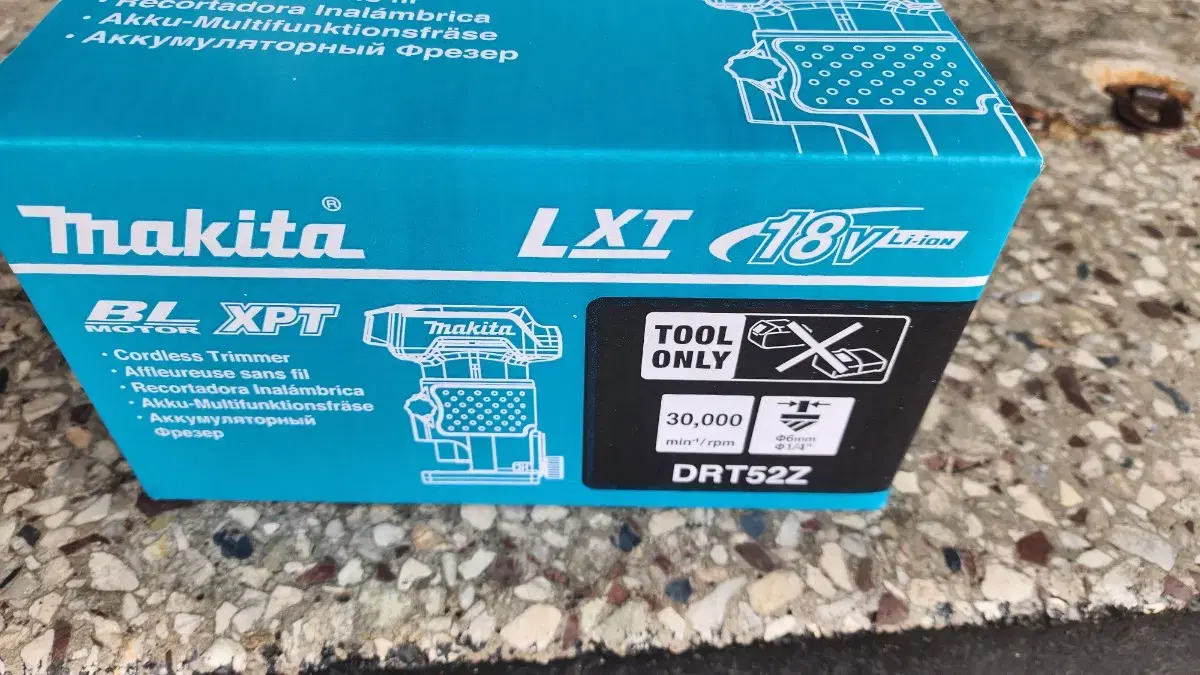 • Recortadora Inalámbrica
• Akku-Multifunktionsfräse
• Аккумуляторный Фрезер
makita®
LXT
18V Li-ion
BL MOTOR
XPT
makita
• Cordless Trimmer
• Affleureuse sans fil
• Recortadora Inalámbrica
• Akku-Multifunktionsfräse
• Аккумуляторный
Фрезер
TOOL
ONLY
30,000
min⁻¹/rpm
Φ6mm
Φ1/4"
DRT52Z